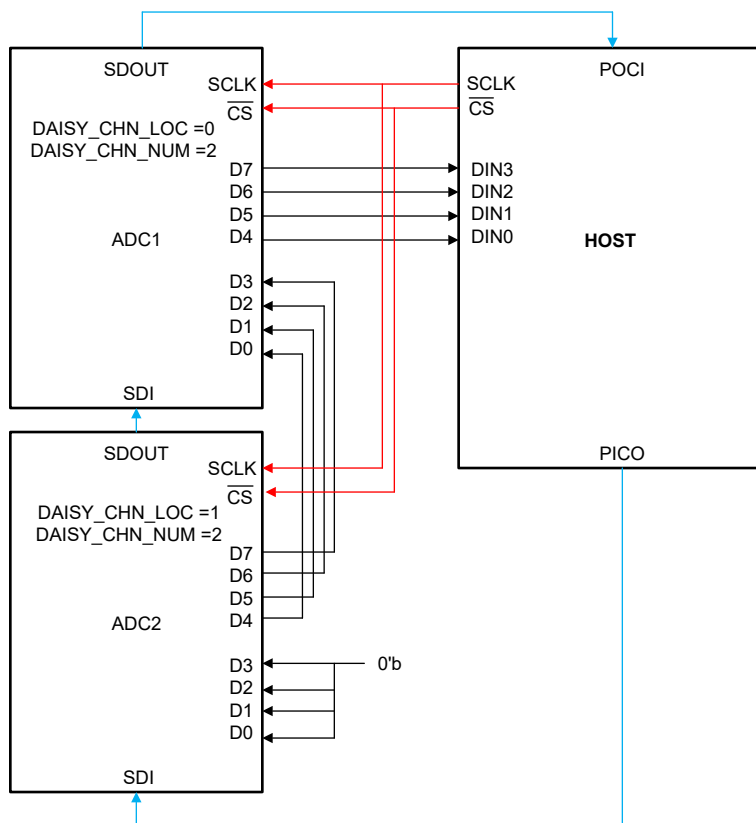 SDOUT
SCLK
CS
DAISY_CHN_LOC =0
DAISY_CHN_NUM =2
D7
D6
D5
D4
ADC1
D3
D2
D1
D0
SDI
POCI
SCLK
CS
DIN3
DIN2
DIN1
DIN0
HOST
PICO
SDOUT
SCLK
CS
DAISY_CHN_LOC =1
DAISY_CHN_NUM =2
D7
D6
D5
D4
ADC2
D3
D2
D1
D0
0'b
SDI